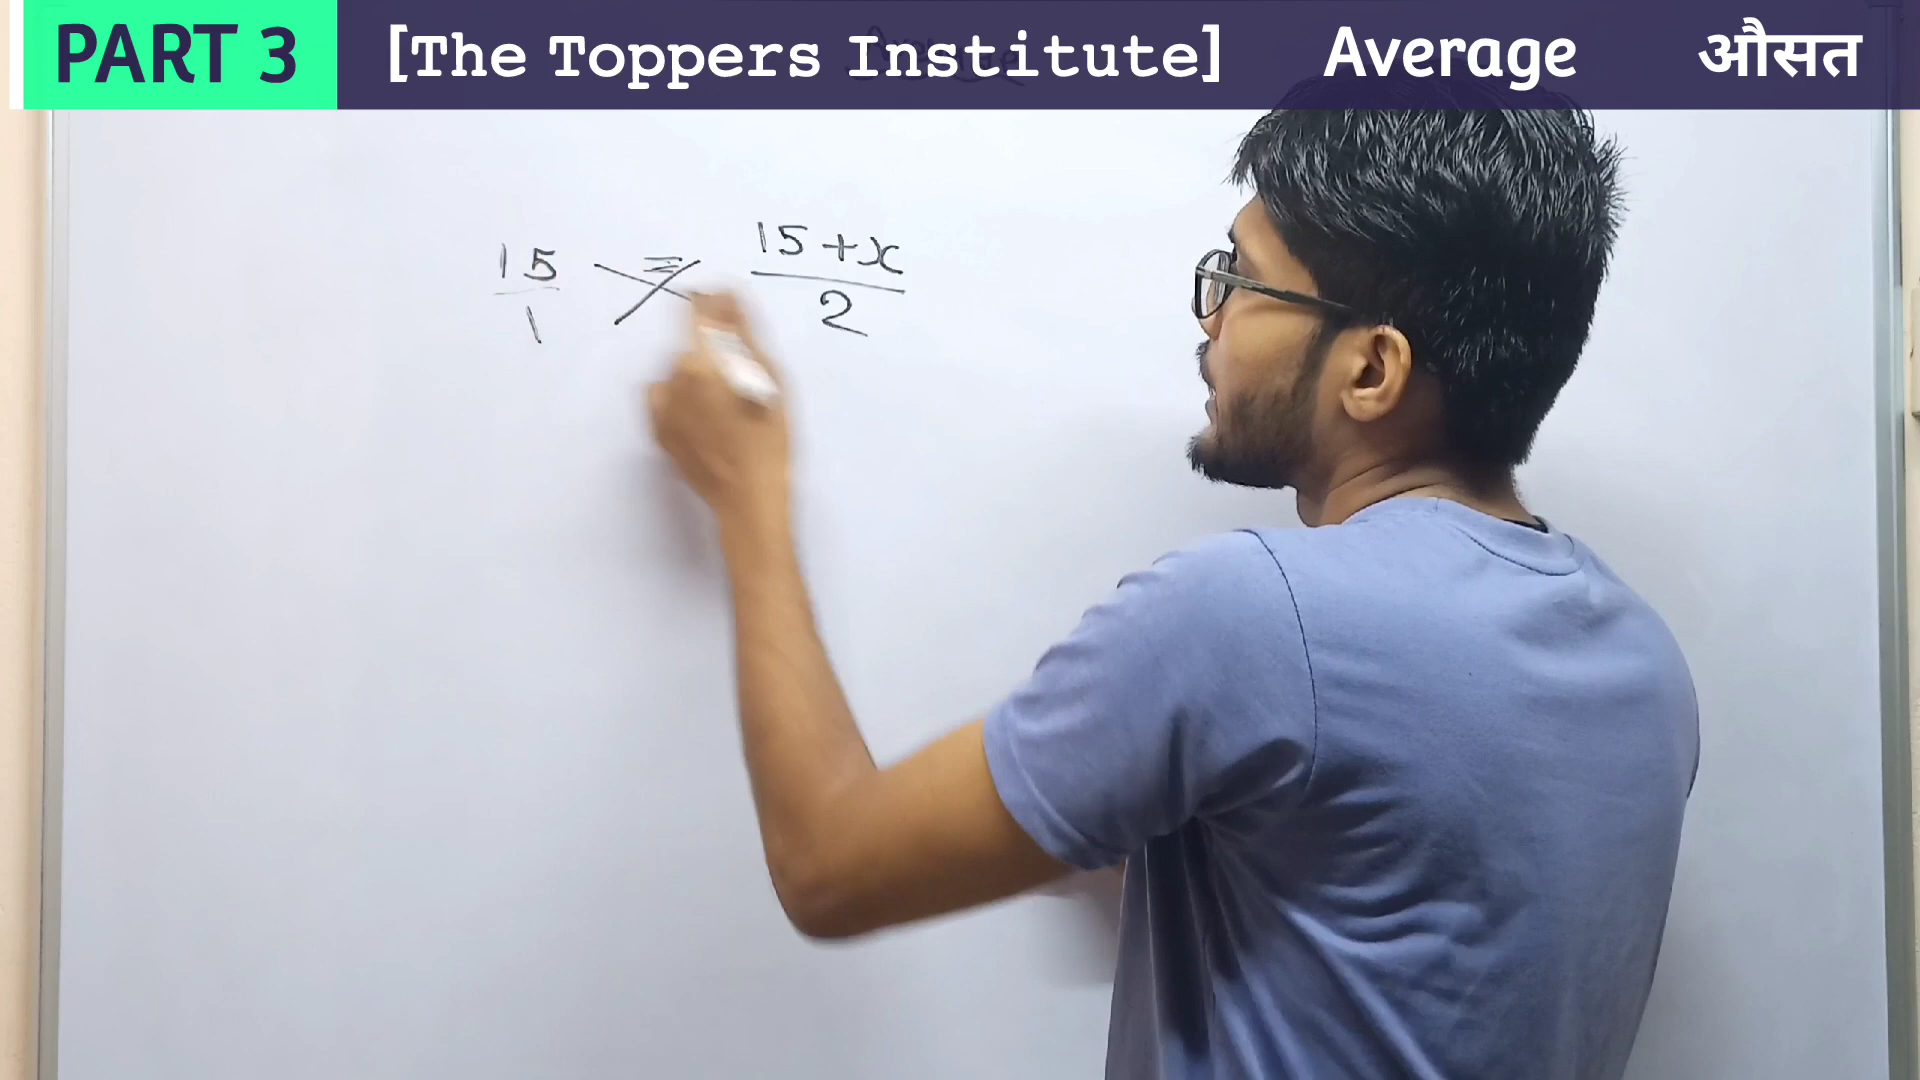 PART 3 [The Toppers Institute] Average औसत
15/1 = 15+x/2